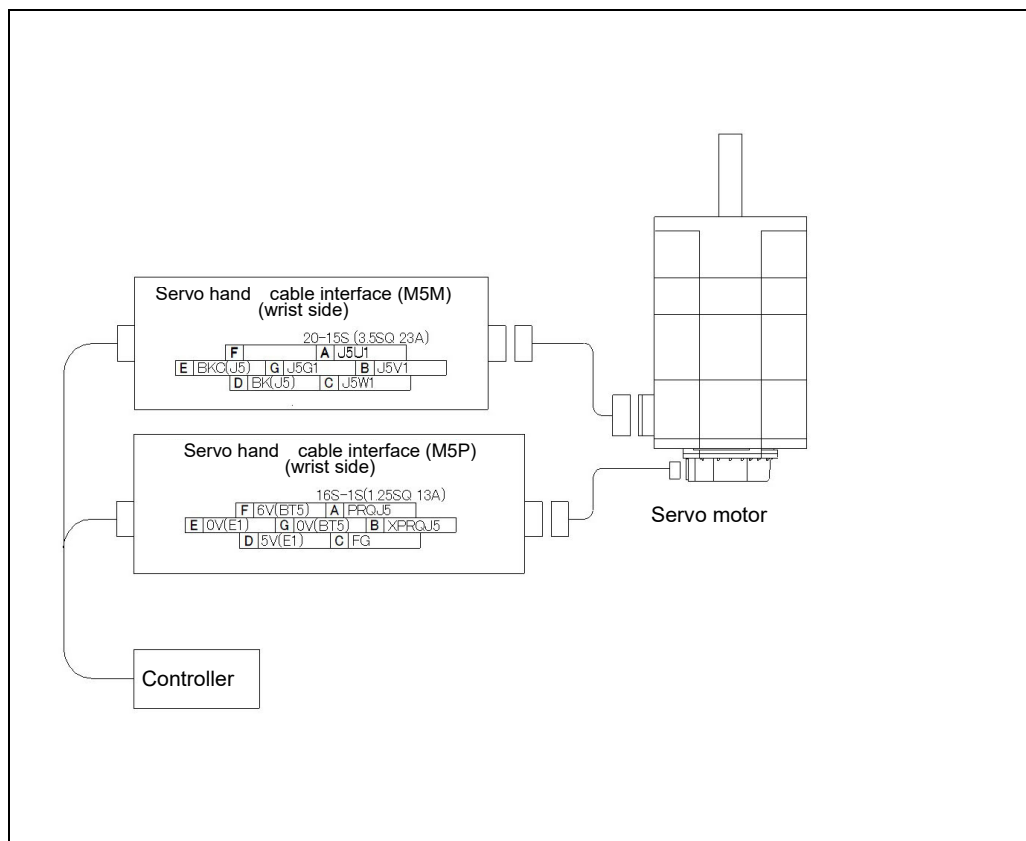 Servo hand cable interface (M5M)
(wrist side)
20-15S (3.5SQ 23A)
F A J5U1
E BKC(J5) G J5G1 B J5V1
D BK(J5) C J5W1
Servo hand cable interface (M5P)
(wrist side)
16S-1S(1.25SQ 13A)
F 6V(BT5) A PRQJ5
E 0V(E1) G 0V(BT5) B XPRQJ5
D 5V(E1) C FG
Servo motor
Controller